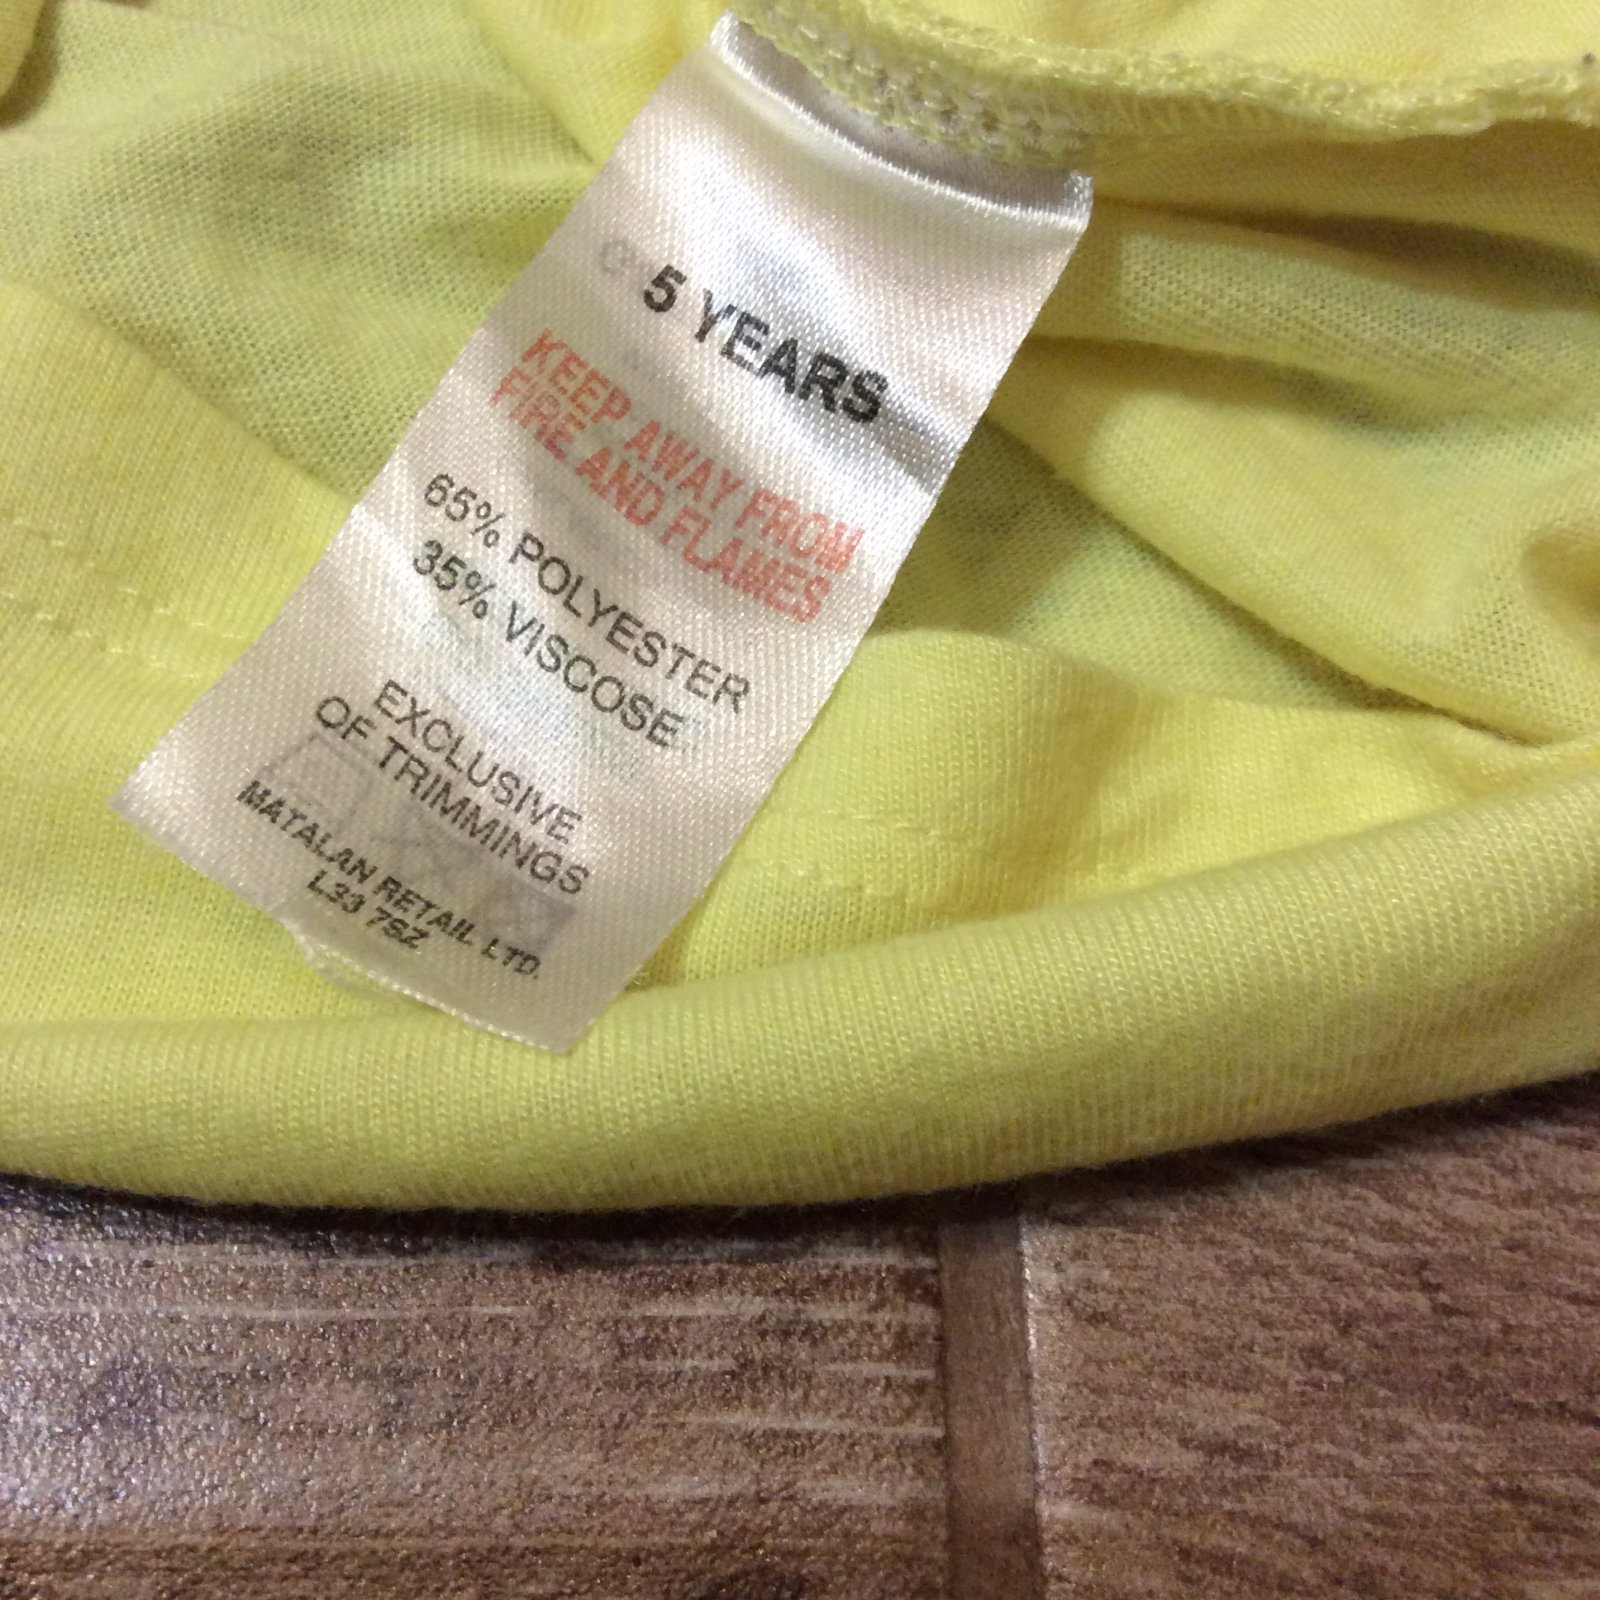 5 YEARS
KEEP AWAY FROM
FIRE AND FLAMES
65% POLYESTER
35% VISCOSE
EXCLUSIVE
OF TRIMMINGS
MATALAN RETAIL LTD.
L33 7SZ